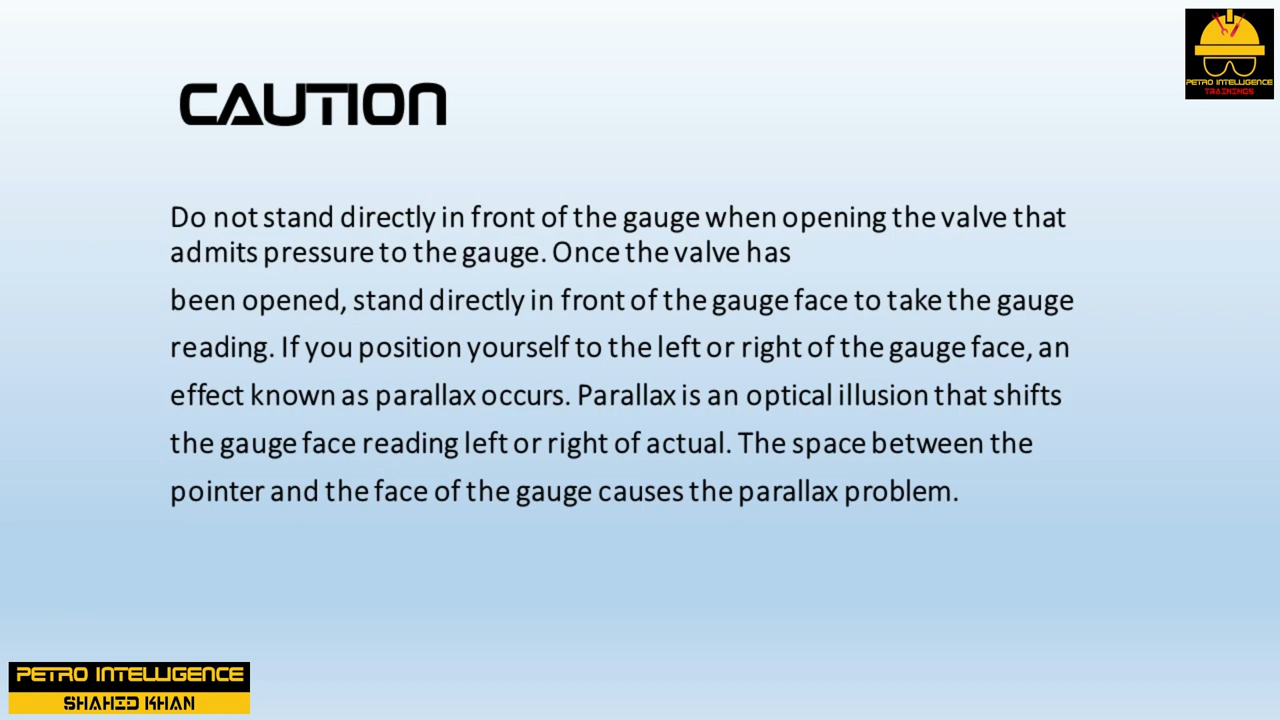 PETRO INTELLIGENCE
TRAININGS
CAUTION
Do not stand directly in front of the gauge when opening the valve that
admits pressure to the gauge. Once the valve has
been opened, stand directly in front of the gauge face to take the gauge
reading. If you position yourself to the left or right of the gauge face, an
effect known as parallax occurs. Parallax is an optical illusion that shifts
the gauge face reading left or right of actual. The space between the
pointer and the face of the gauge causes the parallax problem.
PETRO INTELLIGENCE
SHAHID KHAN